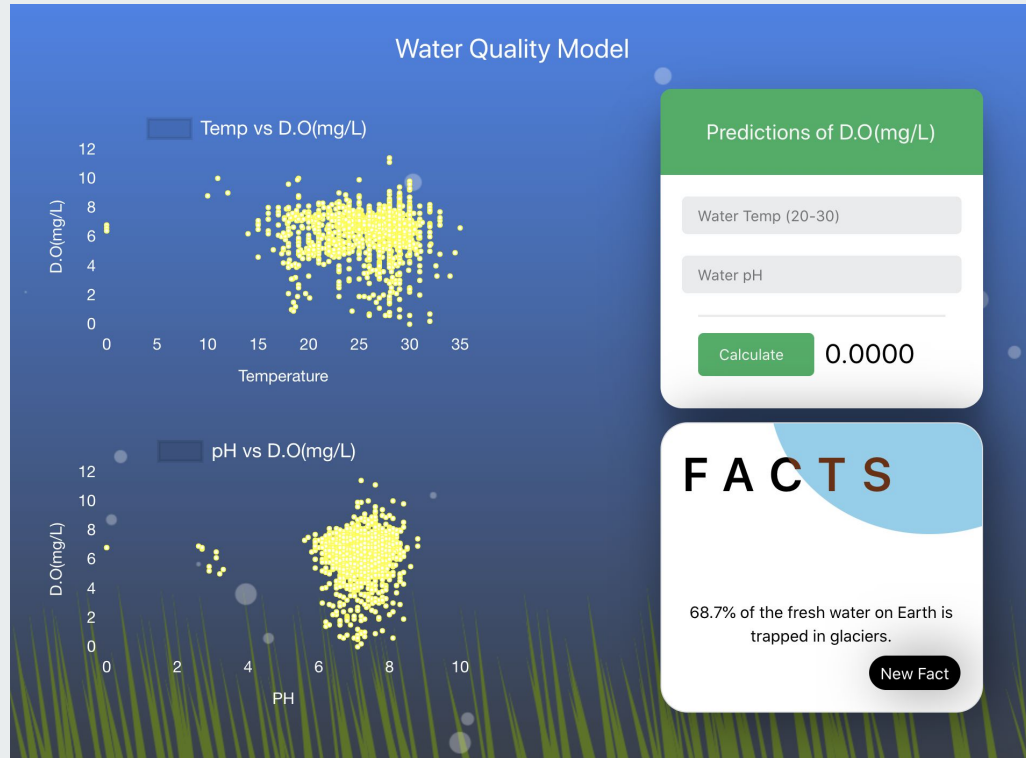 Water Quality Model
Temp vs D.O(mg/L)
12
10
8
6
4
2
0
D.O(mg/L)
0 5 10 15 20 25 30 35
Temperature
pH vs D.O(mg/L)
12
10
8
6
4
2
0
D.O(mg/L)
0 2 4 6 8 10
PH
Predictions of D.O(mg/L)
Water Temp (20-30)
Water pH
Calculate 0.0000
FACTS
68.7% of the fresh water on Earth is
trapped in glaciers.
New Fact